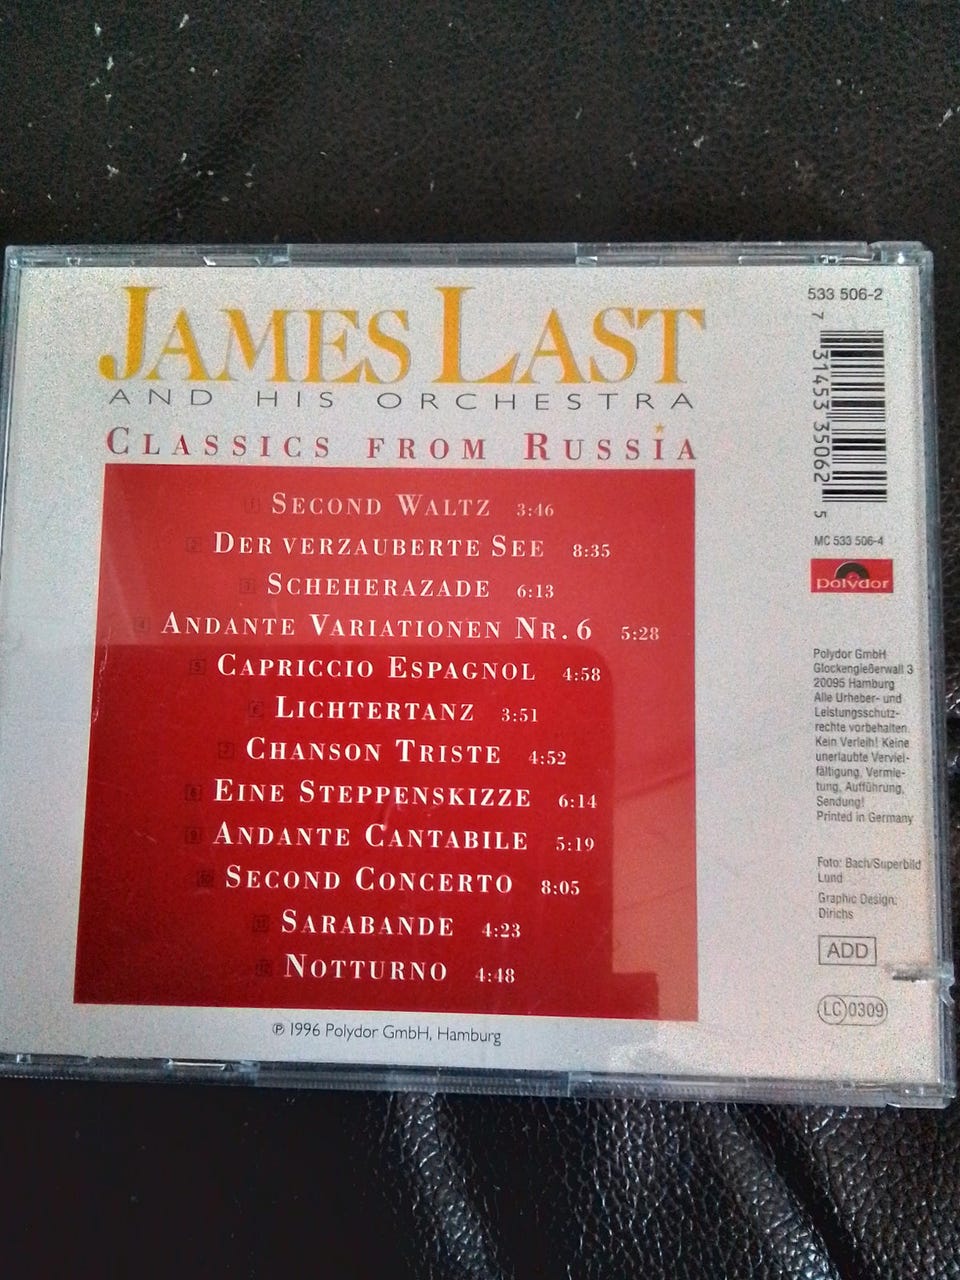 JAMES LAST
AND HIS ORCHESTRA
CLASSICS FROM RUSSIA
1 SECOND WALTZ 3:46
2 DER VERZAUBERTE SEE 8:35
3 SCHEHERAZADE 6:13
4 ANDANTE VARIATIONEN NR. 6 5:28
5 CAPRICCIO ESPAGNOL 4:58
6 LICHTERTANZ 3:51
7 CHANSON TRISTE 4:52
8 EINE STEPPENSKIZZE 6:14
9 ANDANTE CANTABILE 5:19
10 SECOND CONCERTO 8:05
11 SARABANDE 4:23
12 NOTTURNO 4:48
℗ 1996 Polydor GmbH, Hamburg
533 506-2
7 31453 35062 5
MC 533 506-4
polydor
Polydor GmbH
Glockengießerwall 3
20095 Hamburg
Alle Urheber- und
Leistungsschutz-
rechte vorbehalten.
Kein Verleih! Keine
unerlaubte Verviel-
fältigung, Vermie-
tung, Aufführung,
Sendung!
Printed in Germany
Foto: Bach/Superbild
Lund
Graphic Design:
Dirichs
ADD
LC 0309